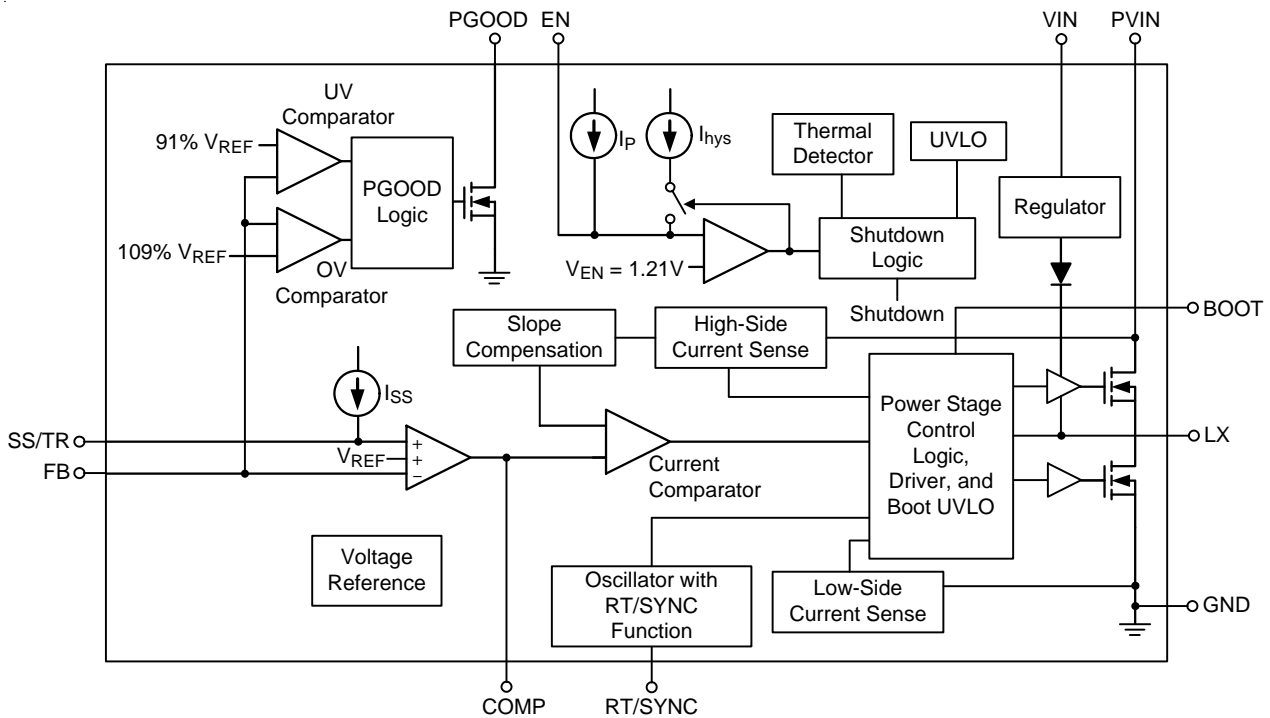 PGOOD EN VIN PVIN
UV
Comparator
91% VREF
PGOOD
Logic
109% VREF
OV
Comparator
IP
Ihys
Thermal
Detector
UVLO
Regulator
Shutdown
Logic
VEN = 1.21V
Shutdown
BOOT
Slope
Compensation
High-Side
Current Sense
ISS
Power Stage
Control
Logic,
Driver, and
Boot UVLO
SS/TR
+
VREF
+
FB
−
Current
Comparator
LX
Voltage
Reference
Oscillator with
RT/SYNC
Function
Low-Side
Current Sense
GND
COMP RT/SYNC